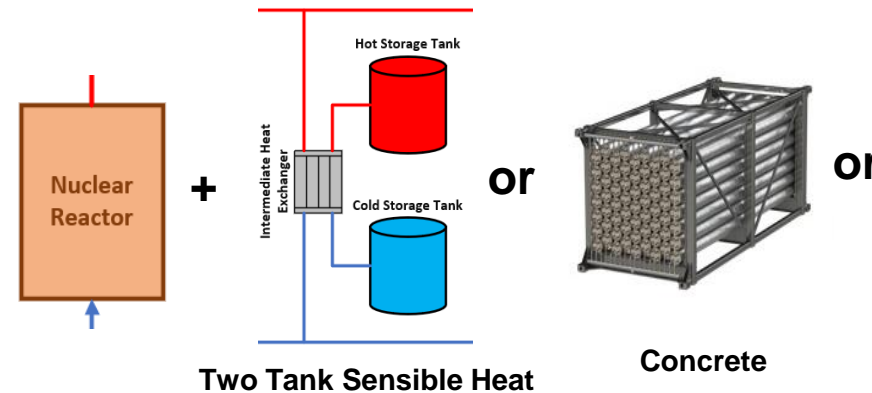 Nuclear
Reactor
+
Intermediate Heat
Exchanger
Hot Storage Tank
Cold Storage Tank
or
or
Two Tank Sensible Heat
Concrete